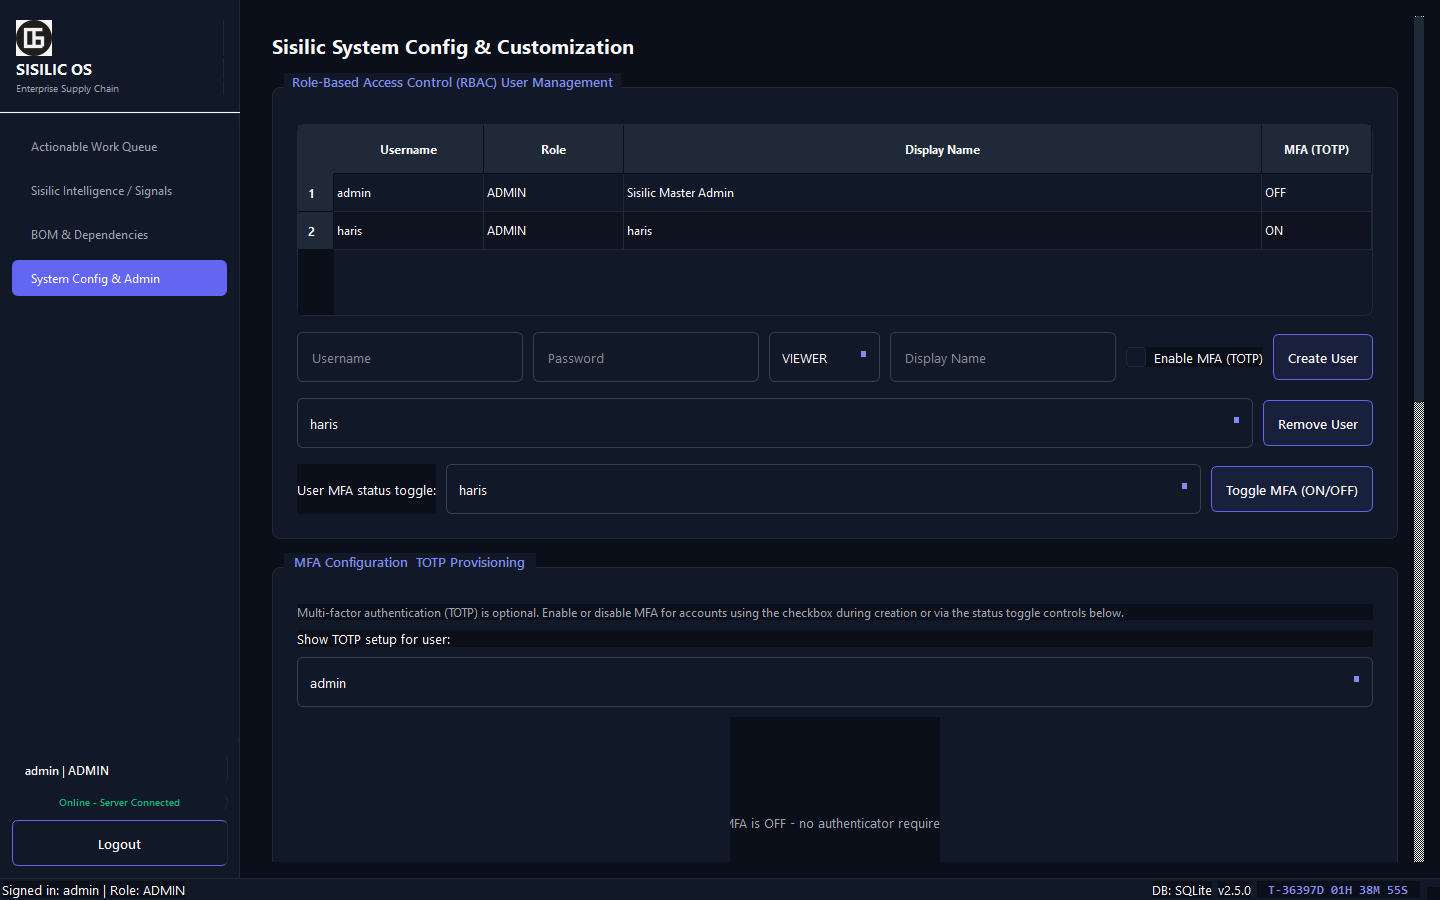 SISILIC OS
Enterprise Supply Chain
Actionable Work Queue
Sisilic Intelligence / Signals
BOM & Dependencies
System Config & Admin
admin | ADMIN
Online - Server Connected
Logout
Sisilic System Config & Customization
Role-Based Access Control (RBAC) User Management
Username Role Display Name MFA (TOTP)
1 admin ADMIN Sisilic Master Admin OFF
2 haris ADMIN haris ON
Username Password VIEWER Display Name Enable MFA (TOTP) Create User
haris Remove User
User MFA status toggle: haris Toggle MFA (ON/OFF)
MFA Configuration TOTP Provisioning
Multi-factor authentication (TOTP) is optional. Enable or disable MFA for accounts using the checkbox during creation or via the status toggle controls below.
Show TOTP setup for user:
admin
MFA is OFF - no authenticator require
Signed in: admin | Role: ADMIN
DB: SQLite v2.5.0 T-36397D 01H 38M 55S